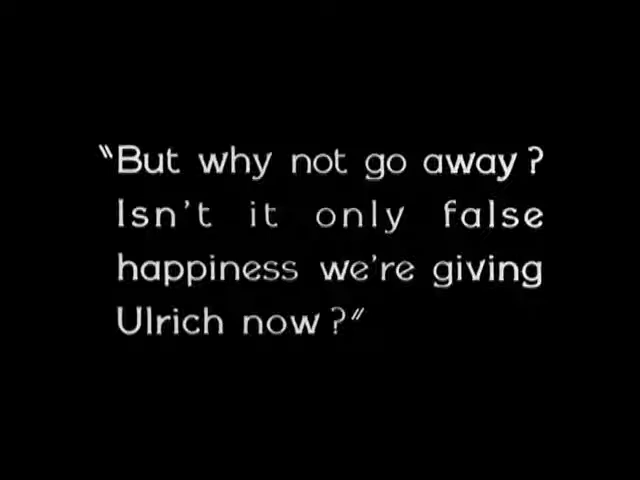 "But why not go away?
Isn't it only false
happiness we're giving
Ulrich now?"